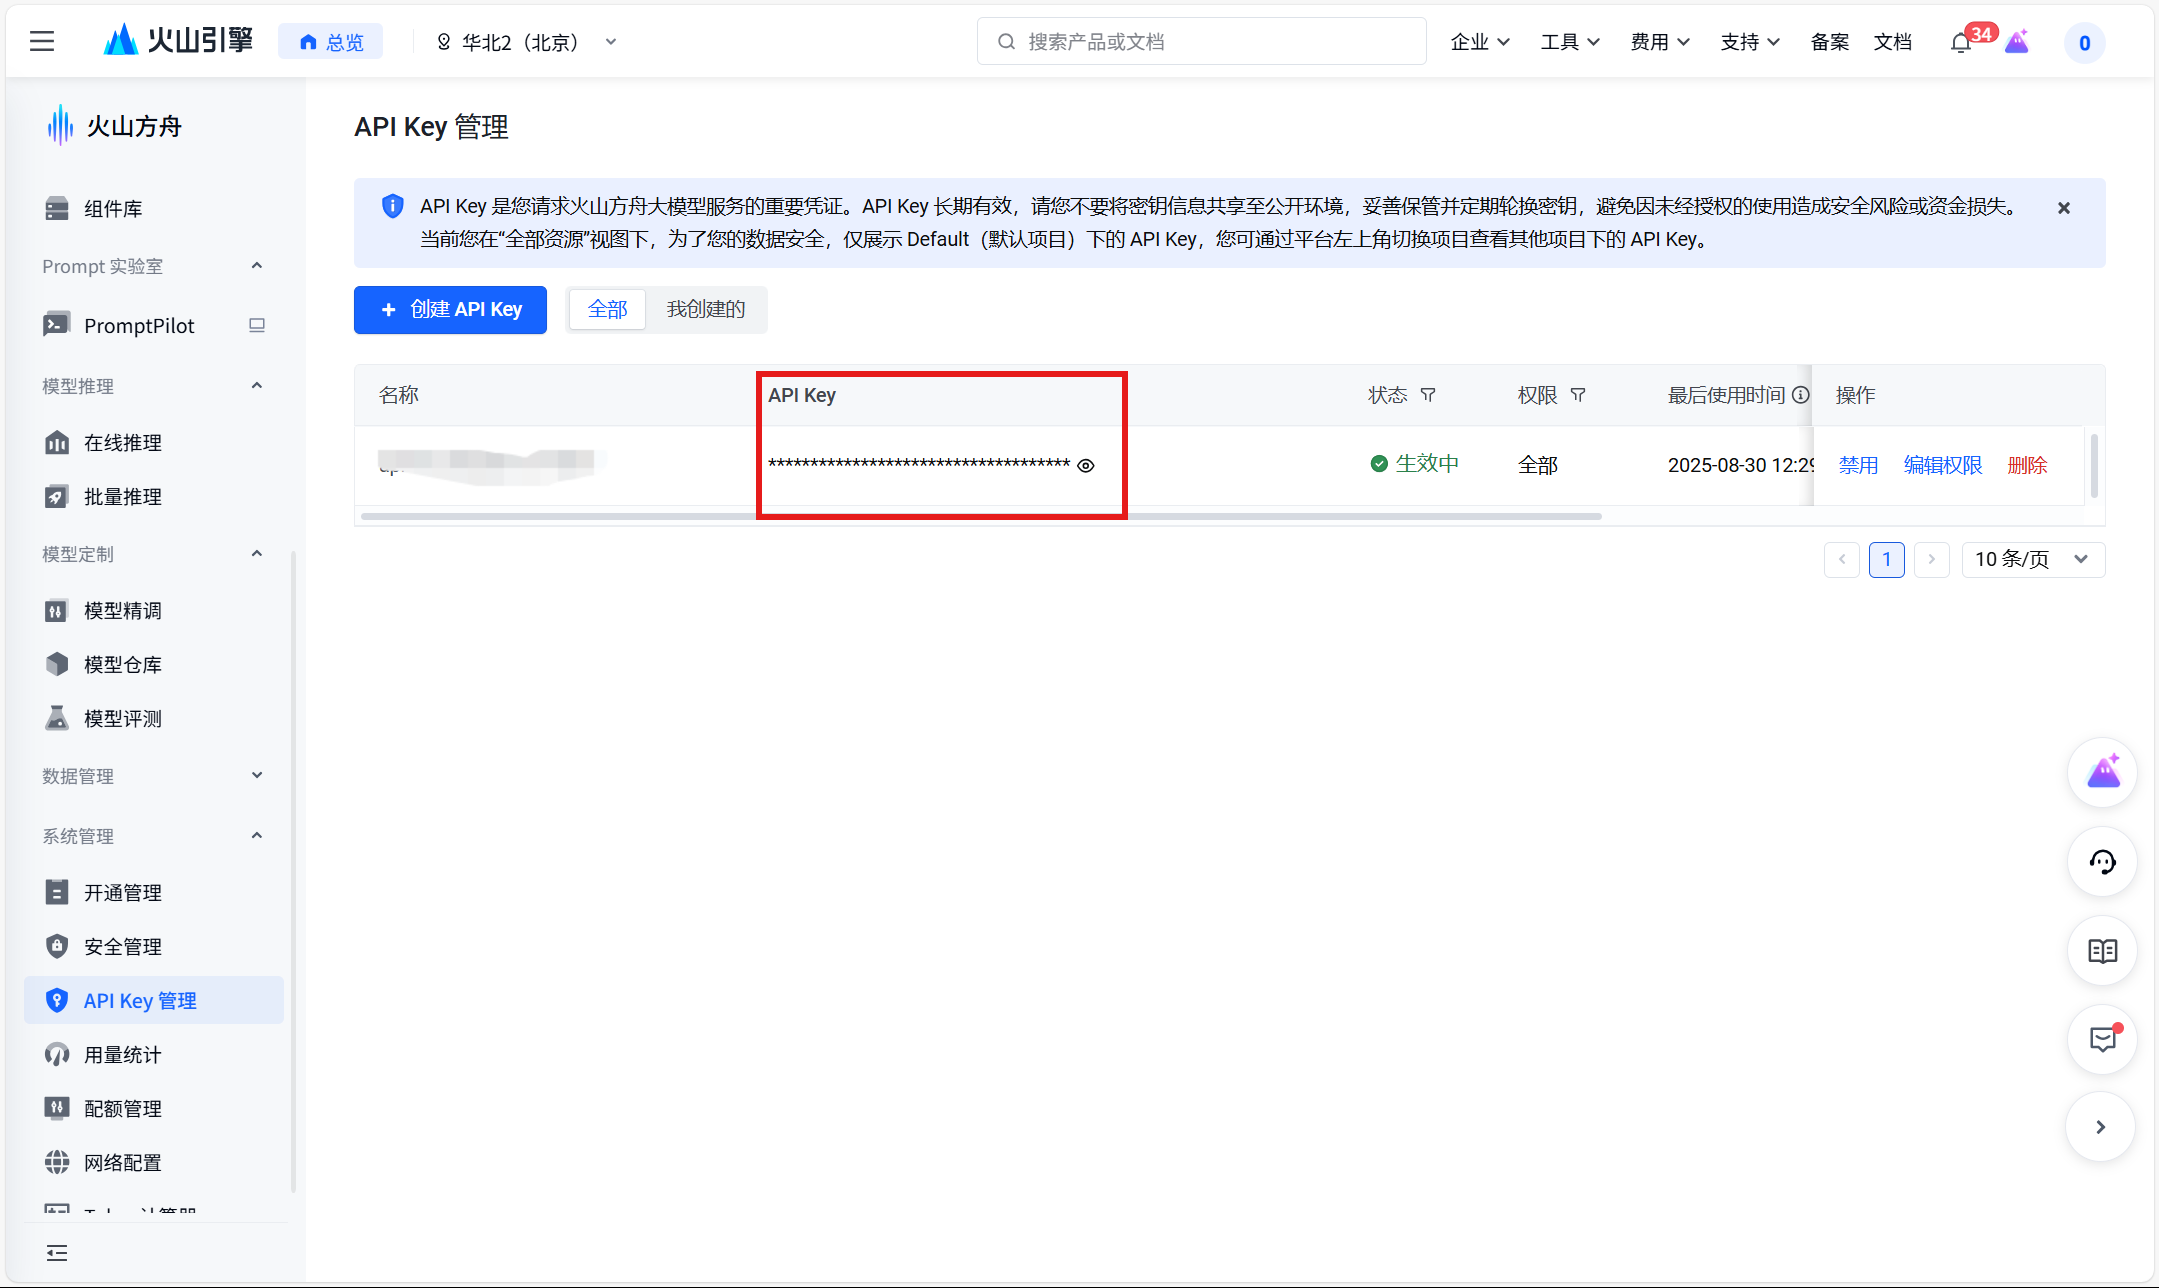 火山引擎
总览
华北2（北京）
搜索产品或文档
企业
工具
费用
支持
备案
文档
34
0
火山方舟
组件库
Prompt 实验室
PromptPilot
模型推理
在线推理
批量推理
模型定制
模型精调
模型仓库
模型评测
数据管理
系统管理
开通管理
安全管理
API Key 管理
用量统计
配额管理
网络配置
API Key 管理
API Key 是您请求火山方舟大模型服务的重要凭证。API Key 长期有效，请您不要将密钥信息共享至公开环境，妥善保管并定期轮换密钥，避免因未经授权的使用造成安全风险或资金损失。
当前您在“全部资源”视图下，为了您的数据安全，仅展示 Default（默认项目）下的 API Key，您可通过平台左上角切换项目查看其他项目下的 API Key。
+ 创建 API Key
全部
我创建的
名称
API Key
状态
权限
最后使用时间
操作
************************************
生效中
全部
2025-08-30 12:29
禁用
编辑权限
删除
1
10 条/页